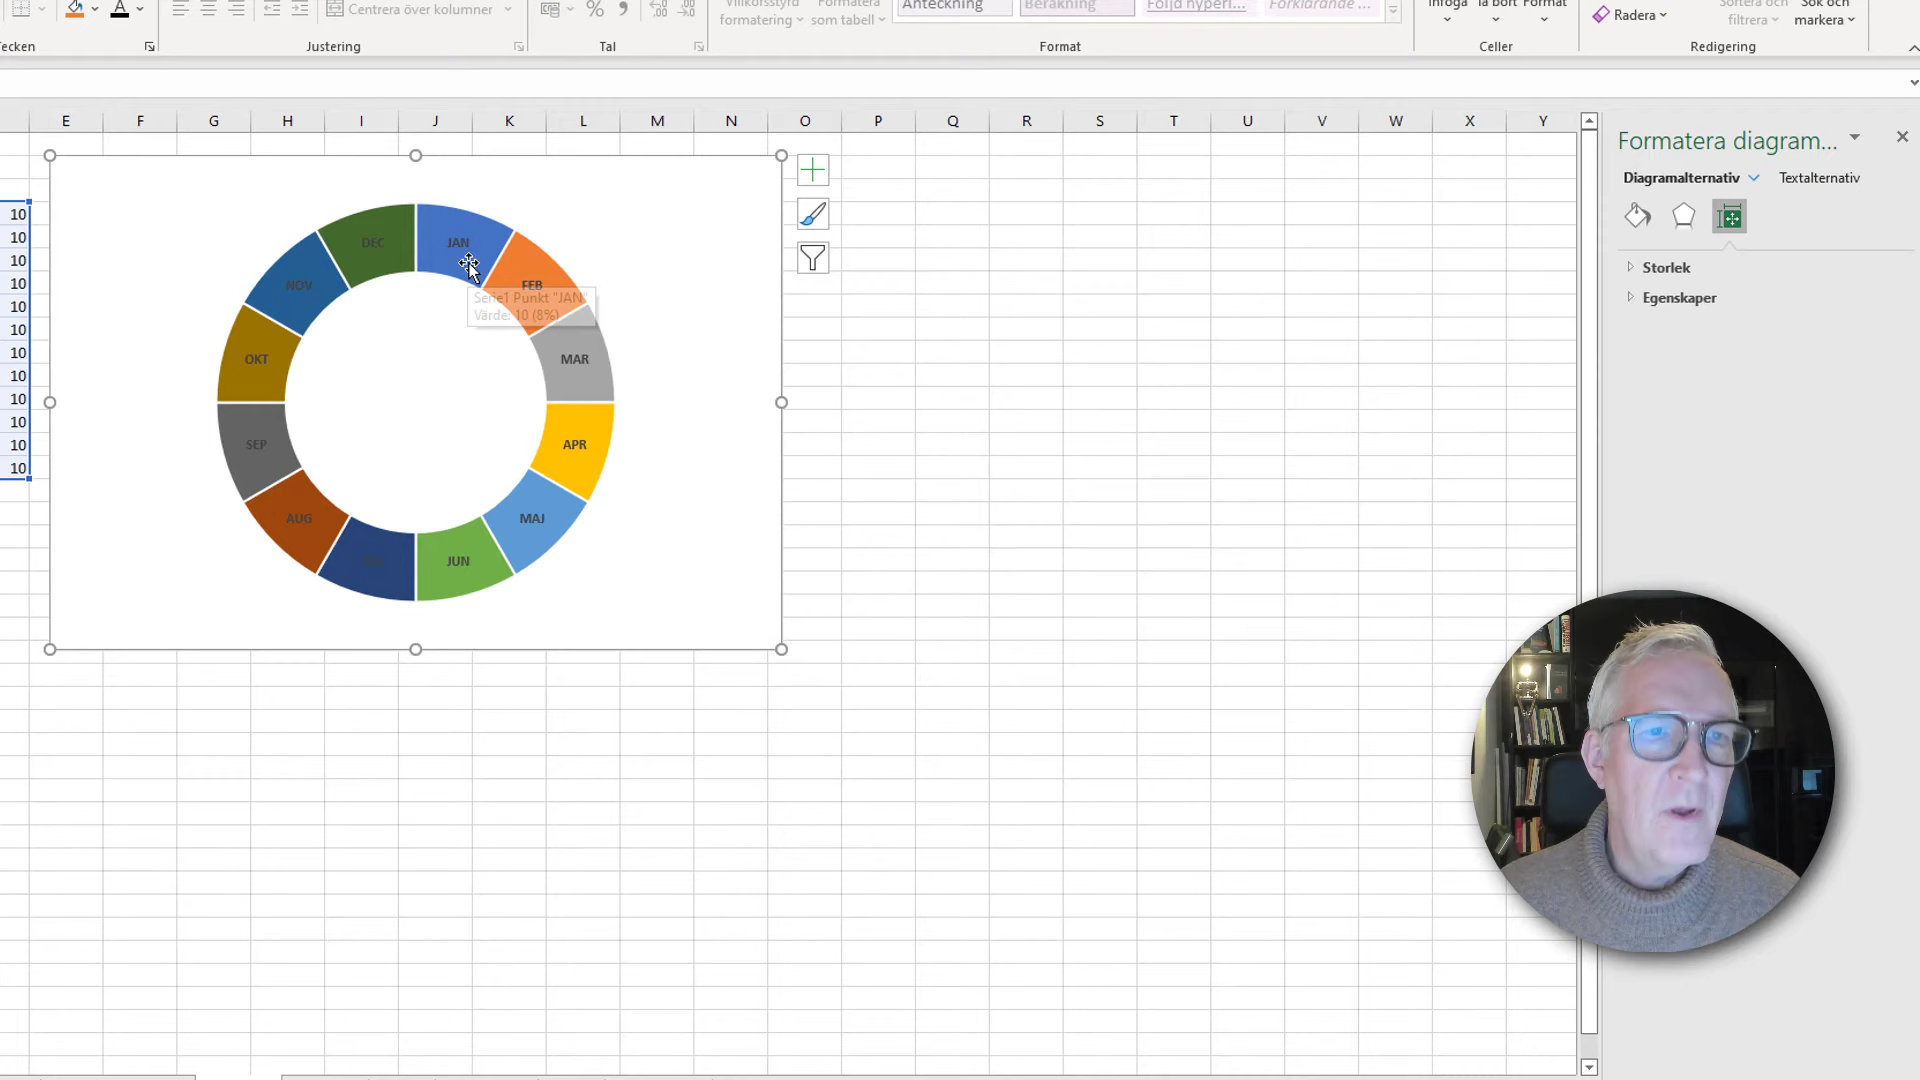 Centrera över kolumner
Villkorsstyrd
formatering
Formatera
som tabell
Anteckning
Beräkning
Följd hyperl...
Förklarande ...
Infoga
Ta bort
Format
Radera
Sortera och
filtrera
Sök och
markera
ecken
Justering
Tal
Format
Celler
Redigering
E F G H I J K L M N O P Q R S T U V W X Y
10
10
10
10
10
10
10
10
10
10
10
10
DEC
JAN
NOV
FEB
Serie1 Punkt "JAN"
Värde: 10 (8%)
OKT
MAR
SEP
APR
AUG
MAJ
JUN
Formatera diagram...
Diagramalternativ
Textalternativ
Storlek
Egenskaper